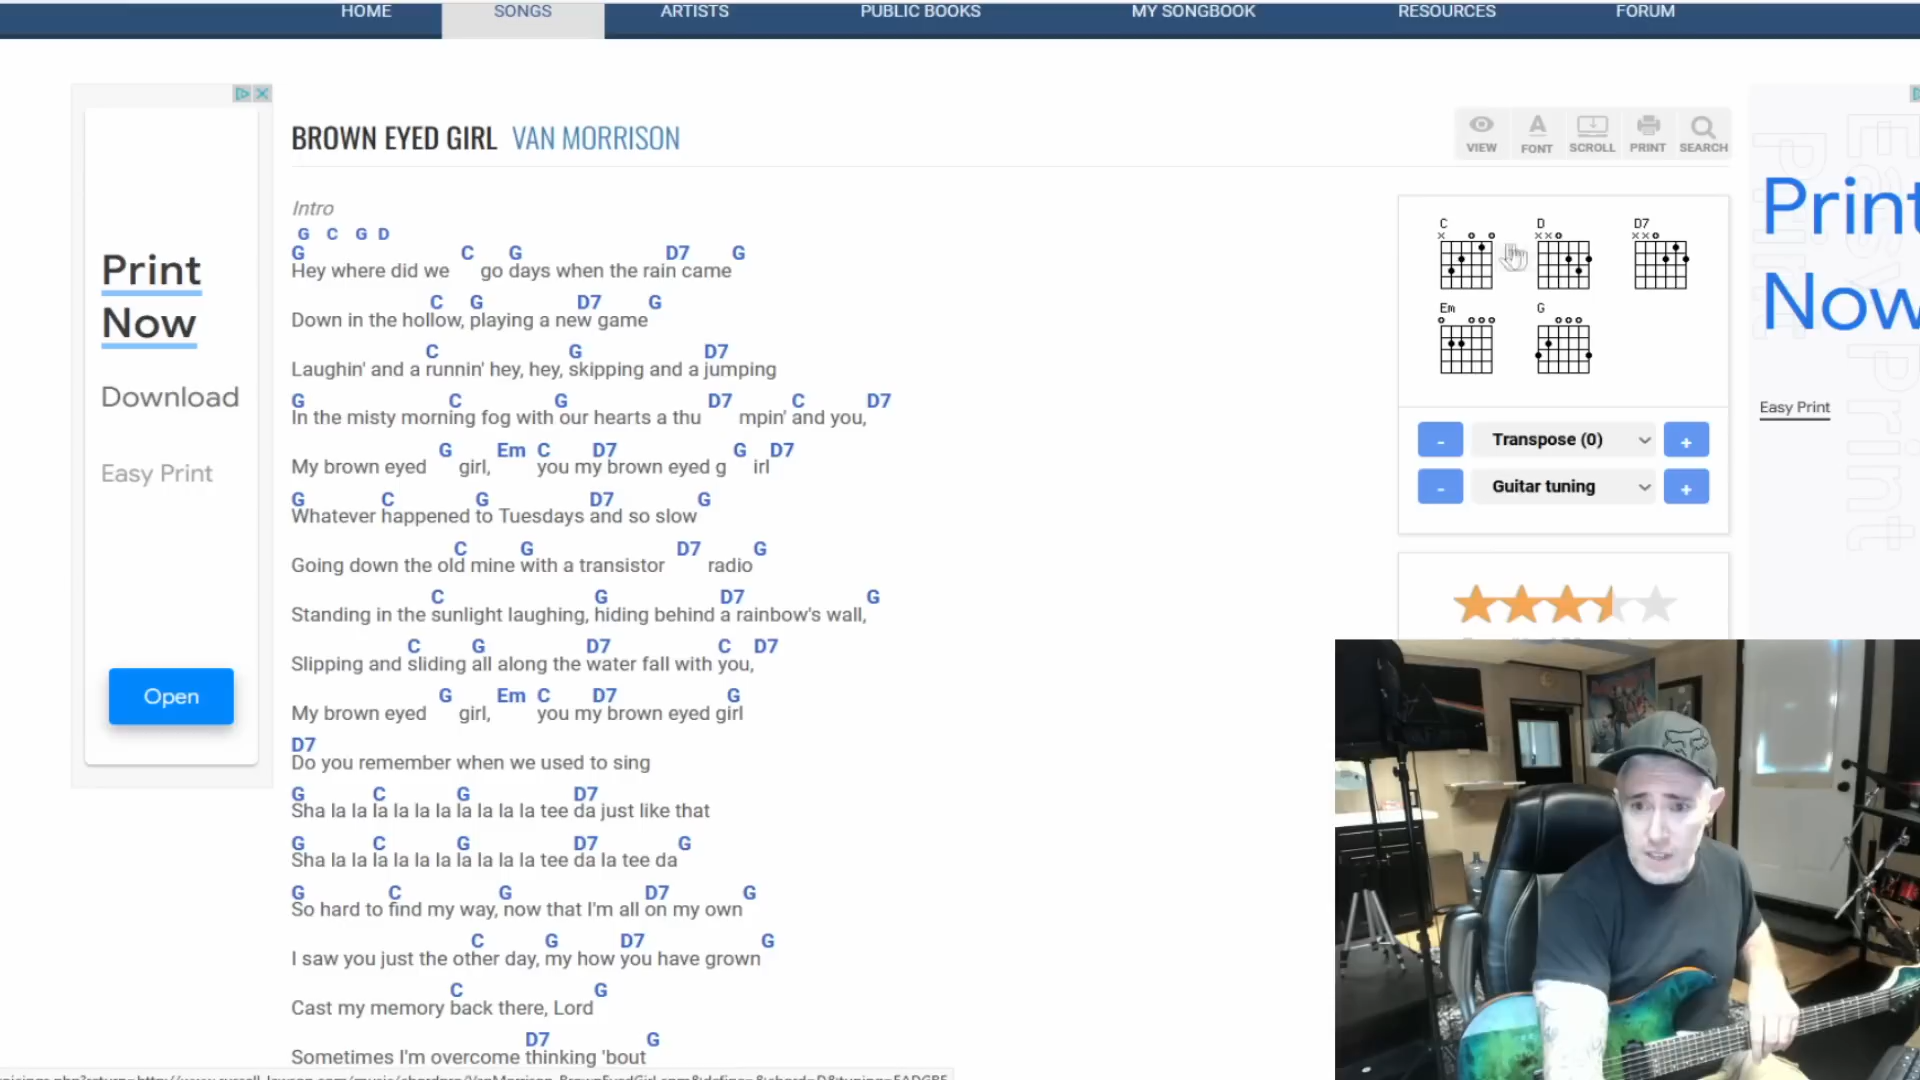 HOME SONGS ARTISTS PUBLIC BOOKS MY SONGBOOK RESOURCES FORUM
BROWN EYED GIRL VAN MORRISON
VIEW FONT SCROLL PRINT SEARCH
Print
Now
Download
Easy Print
Open
Intro
G C G D
G C G D7 G
Hey where did we go days when the rain came
C G D7 G
Down in the hollow, playing a new game
C G D7
Laughin' and a runnin' hey, hey, skipping and a jumping
G C G D7 C D7
In the misty morning fog with our hearts a thu mpin' and you,
G Em C D7 G D7
My brown eyed girl, you my brown eyed g irl
G C G D7 G
Whatever happened to Tuesdays and so slow
C G D7 G
Going down the old mine with a transistor radio
C G D7 G
Standing in the sunlight laughing, hiding behind a rainbow's wall,
C G D7 C D7
Slipping and sliding all along the water fall with you,
G Em C D7 G
My brown eyed girl, you my brown eyed girl
D7
Do you remember when we used to sing
G C G D7
Sha la la la la la la la la la la tee da just like that
G C G D7 G
Sha la la la la la la la la la la tee da la tee da
G C G D7 G
So hard to find my way, now that I'm all on my own
C G D7 G
I saw you just the other day, my how you have grown
C G
Cast my memory back there, Lord
D7 G
Sometimes I'm overcome thinking 'bout
C D D7
Em G
- Transpose (0) +
- Guitar tuning +
Print
Now
Easy Print